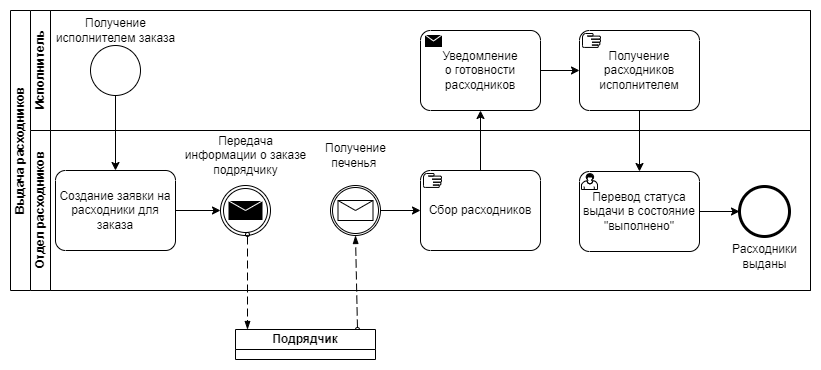 Выдача расходников
Исполнитель
Получение
исполнителем заказа
Уведомление
о готовности
расходников
Получение
расходников
исполнителем
Отдел расходников
Создание заявки на
расходники для
заказа
Передача
информации о заказе
подрядчику
Получение
печенья
Сбор расходников
Перевод статуса
выдачи в состояние
"выполнено"
Расходники
выданы
Подрядчик